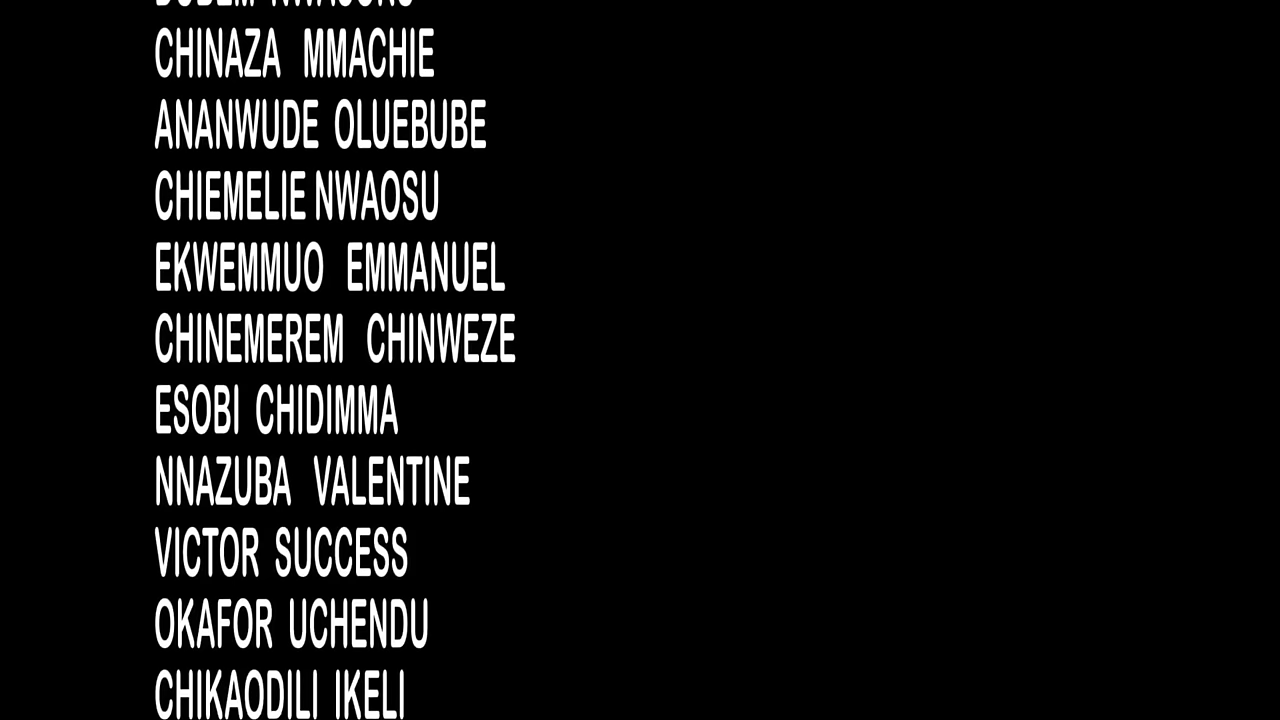 CHINAZA MMACHIE
ANANWUDE OLUEBUBE
CHIEMELIE NWAOSU
EKWEMMUO EMMANUEL
CHINEMEREM CHINWEZE
ESOBI CHIDIMMA
NNAZUBA VALENTINE
VICTOR SUCCESS
OKAFOR UCHENDU
CHIKAODILI IKELI